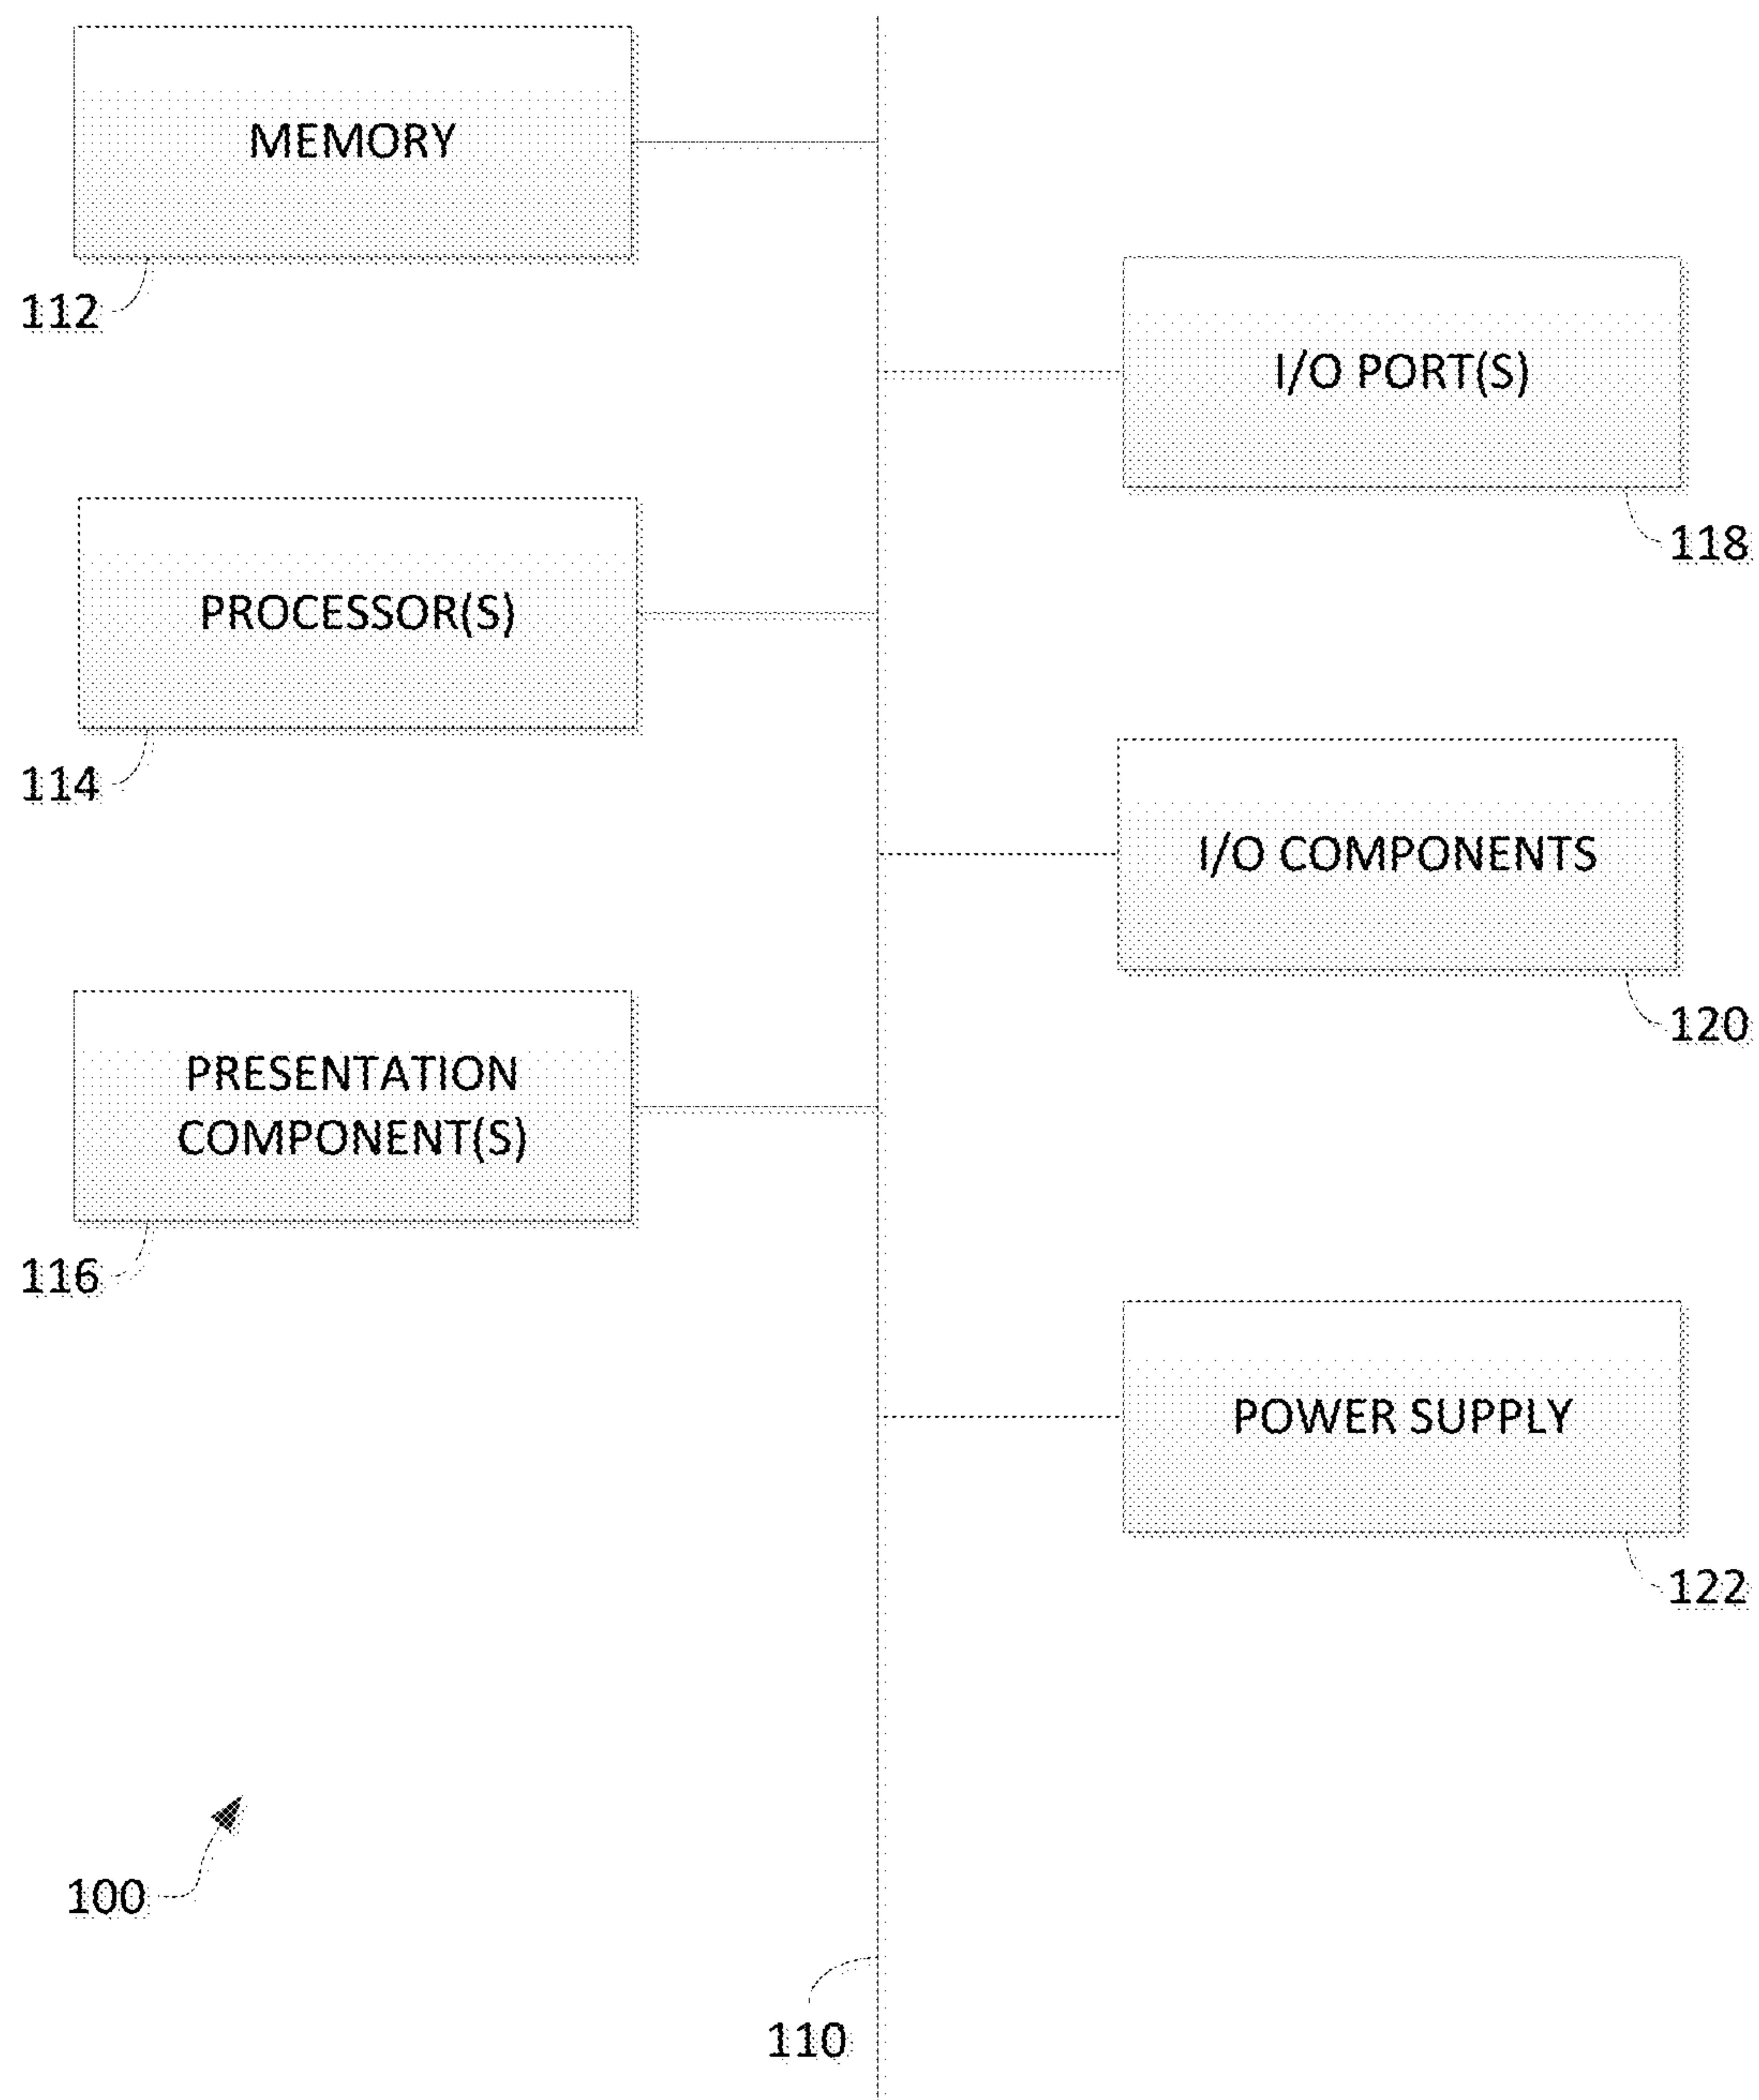 MEMORY
112
I/O PORT(S)
118
PROCESSOR(S)
114
I/O COMPONENTS
120
PRESENTATION
COMPONENT(S)
116
POWER SUPPLY
122
100
110